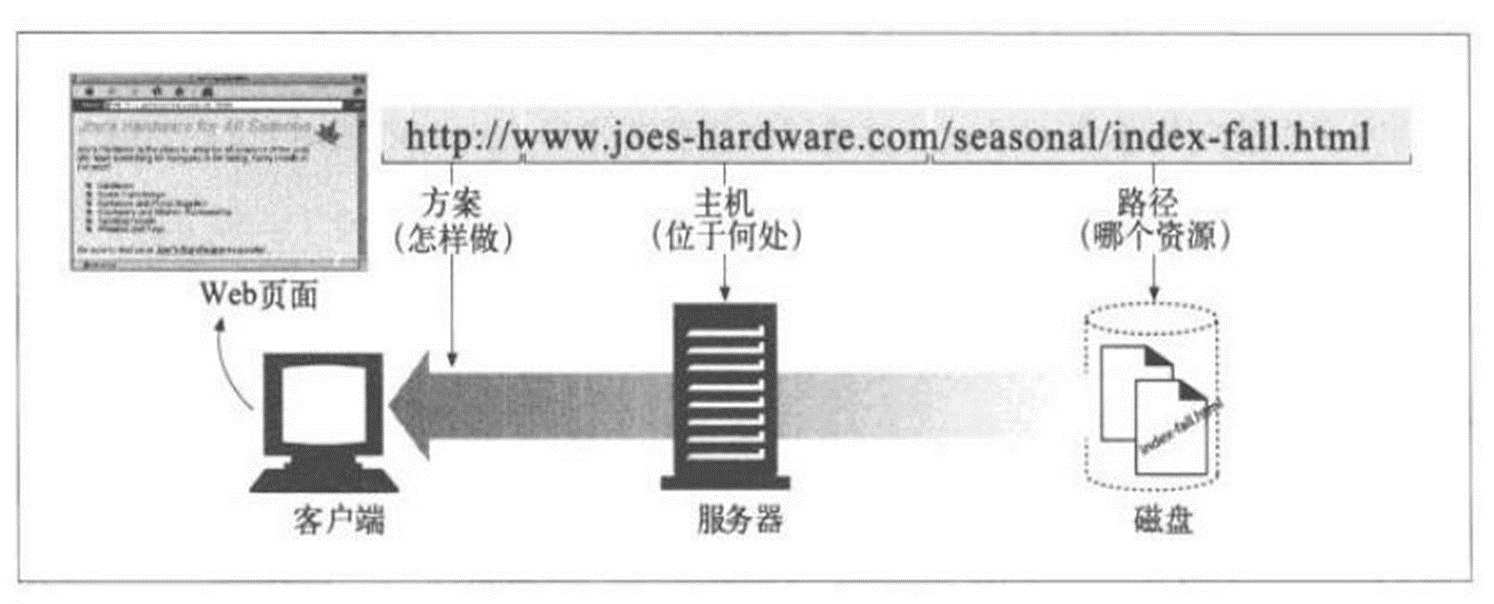 Joe's Hardware for All Seasons
http://www.joes-hardware.com/seasonal/index-fall.html
方案
(怎样做)
主机
(位于何处)
路径
(哪个资源)
Web页面
index-fall.html
客户端
服务器
磁盘